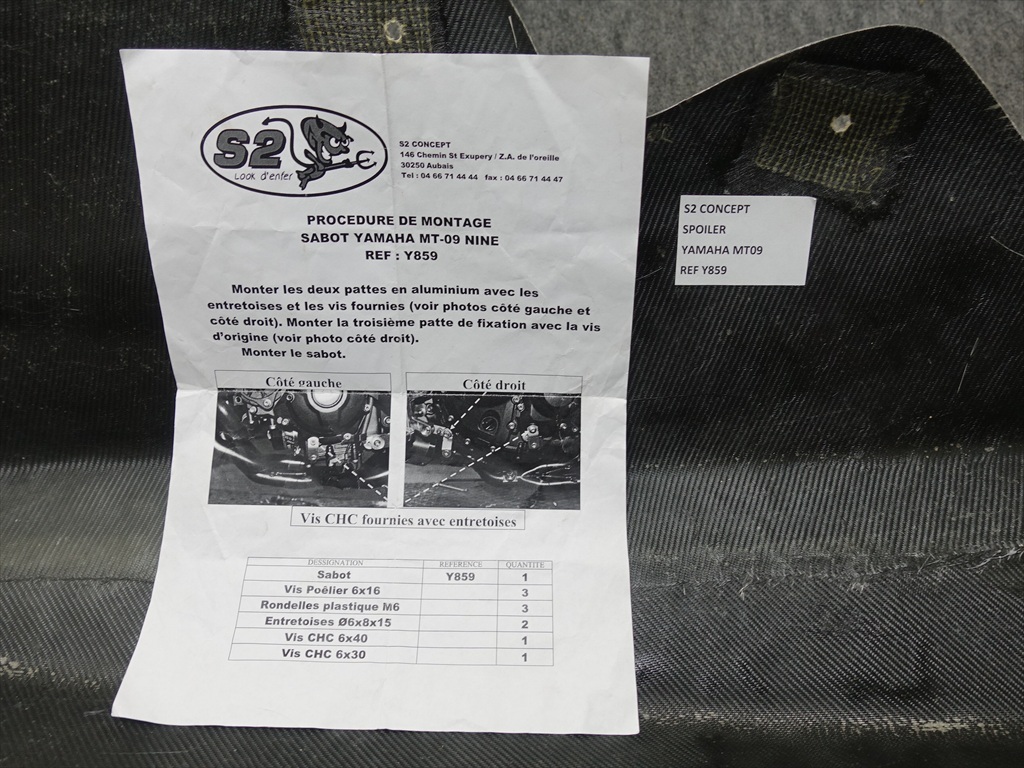 S2
Look d'enfer
S2 CONCEPT
146 Chemin St Exupery / Z.A. de l'oreille
30250 Aubais
Tel : 04 66 71 44 44 fax : 04 66 71 44 47
PROCEDURE DE MONTAGE
SABOT YAMAHA MT-09 NINE
REF : Y859
Monter les deux pattes en aluminium avec les
entretoises et les vis fournies (voir photos côté gauche et
côté droit). Monter la troisième patte de fixation avec la vis
d'origine (voir photo côté droit).
Monter le sabot.
Côté gauche
Côté droit
Vis CHC fournies avec entretoises
DESSIGNATION REFERENCE QUANTITE
Sabot Y859 1
Vis Poêlier 6x16 3
Rondelles plastique M6 3
Entretoises Ø6x8x15 2
Vis CHC 6x40 1
Vis CHC 6x30 1
S2 CONCEPT
SPOILER
YAMAHA MT09
REF Y859